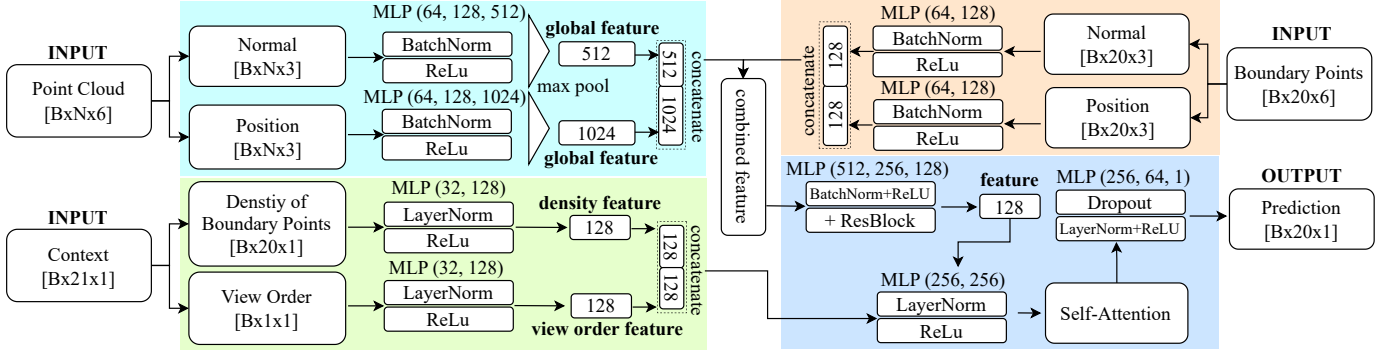 INPUT
Point Cloud
[BxNx6]
Normal
[BxNx3]
Position
[BxNx3]
MLP (64, 128, 512)
BatchNorm
ReLu
MLP (64, 128, 1024)
BatchNorm
ReLu
max pool
global feature
512
1024
global feature
512
1024
concatenate
combined feature
concatenate
128
128
MLP (64, 128)
BatchNorm
ReLu
MLP (64, 128)
BatchNorm
ReLu
Normal
[Bx20x3]
Position
[Bx20x3]
INPUT
Boundary Points
[Bx20x6]
INPUT
Context
[Bx21x1]
Denstiy of
Boundary Points
[Bx20x1]
View Order
[Bx1x1]
MLP (32, 128)
LayerNorm
ReLu
MLP (32, 128)
LayerNorm
ReLu
density feature
128
128
view order feature
128
128
concatenate
MLP (512, 256, 128)
BatchNorm+ReLU
+ ResBlock
feature
128
MLP (256, 256)
LayerNorm
ReLu
Self-Attention
MLP (256, 64, 1)
Dropout
LayerNorm+ReLU
OUTPUT
Prediction
[Bx20x1]